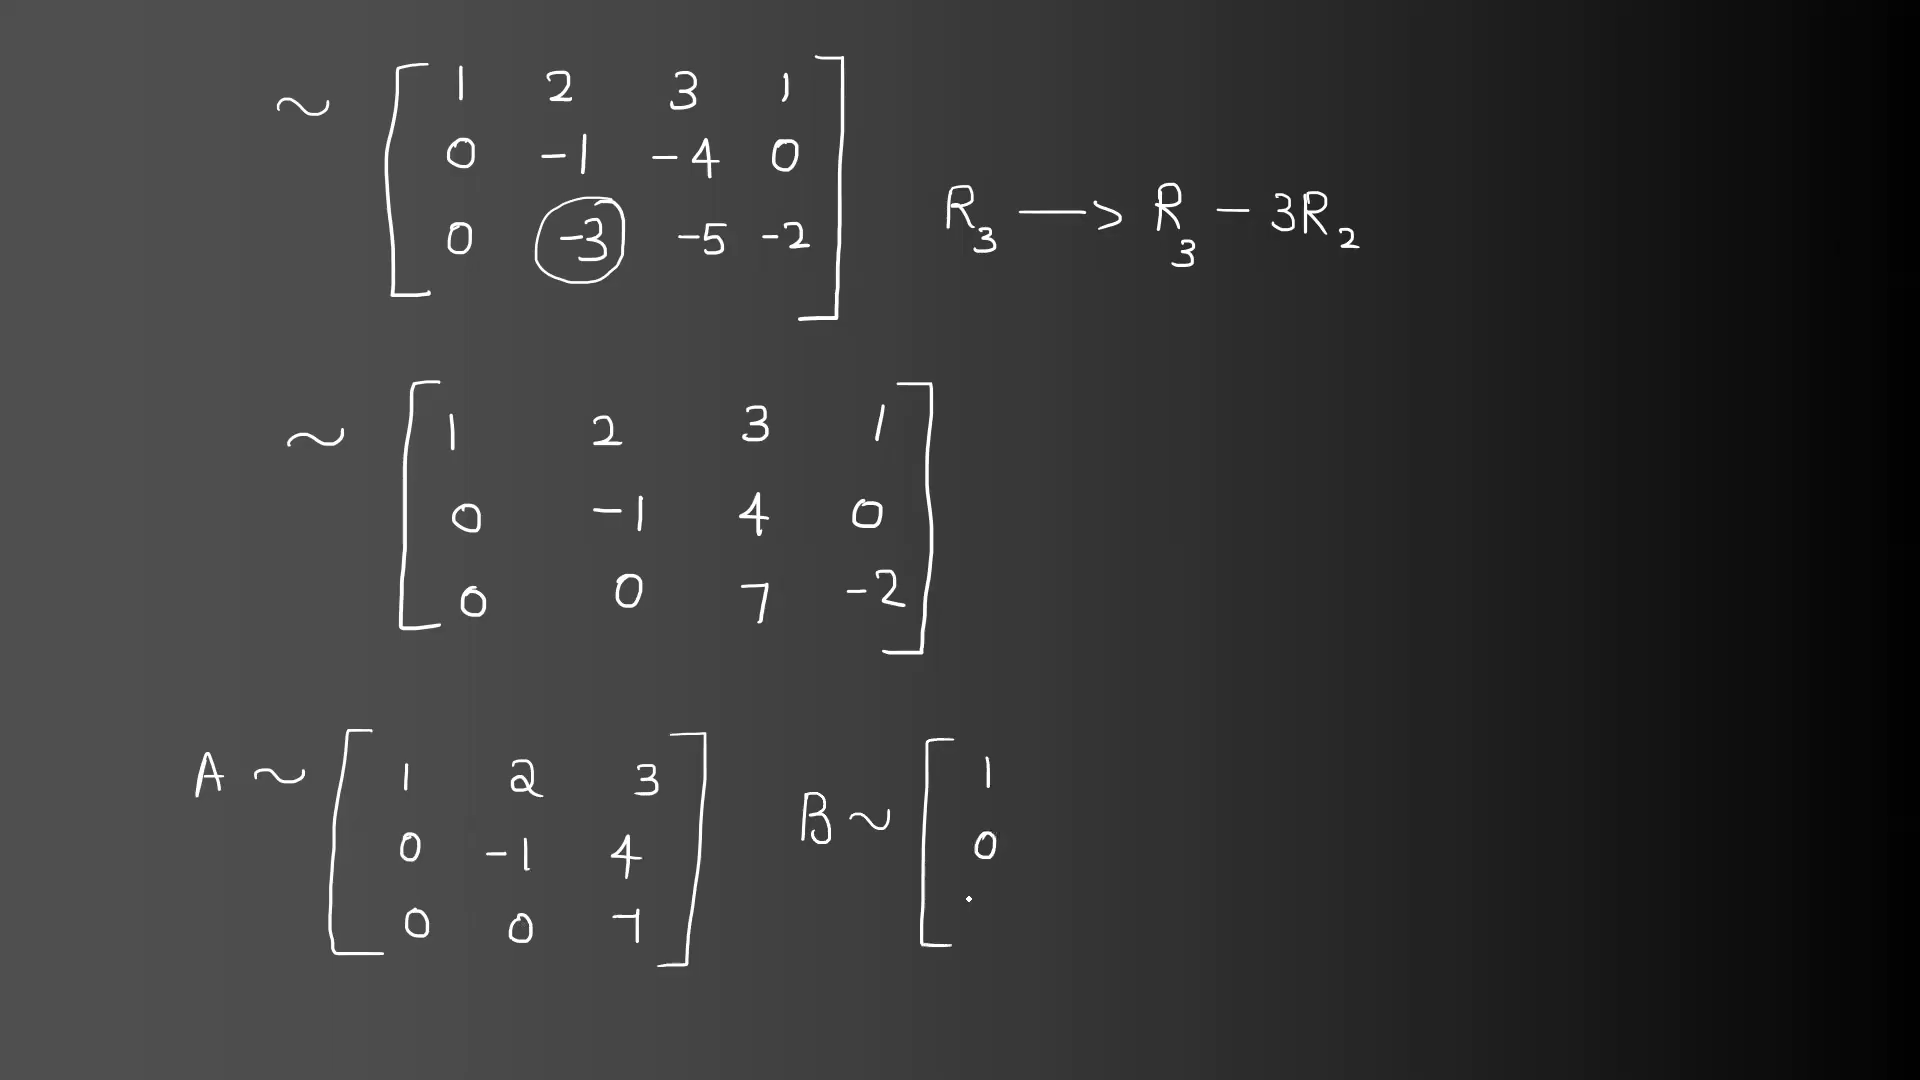 ~ [ 1 2 3 1
0 -1 -4 0
0 -3 -5 -2 ] R₃ ⟶ R₃ - 3R₂
~ [ 1 2 3 1
0 -1 4 0
0 0 7 -2 ]
A ~ [ 1 2 3
0 -1 4
0 0 7 ]
B ~ [ 1
0
.